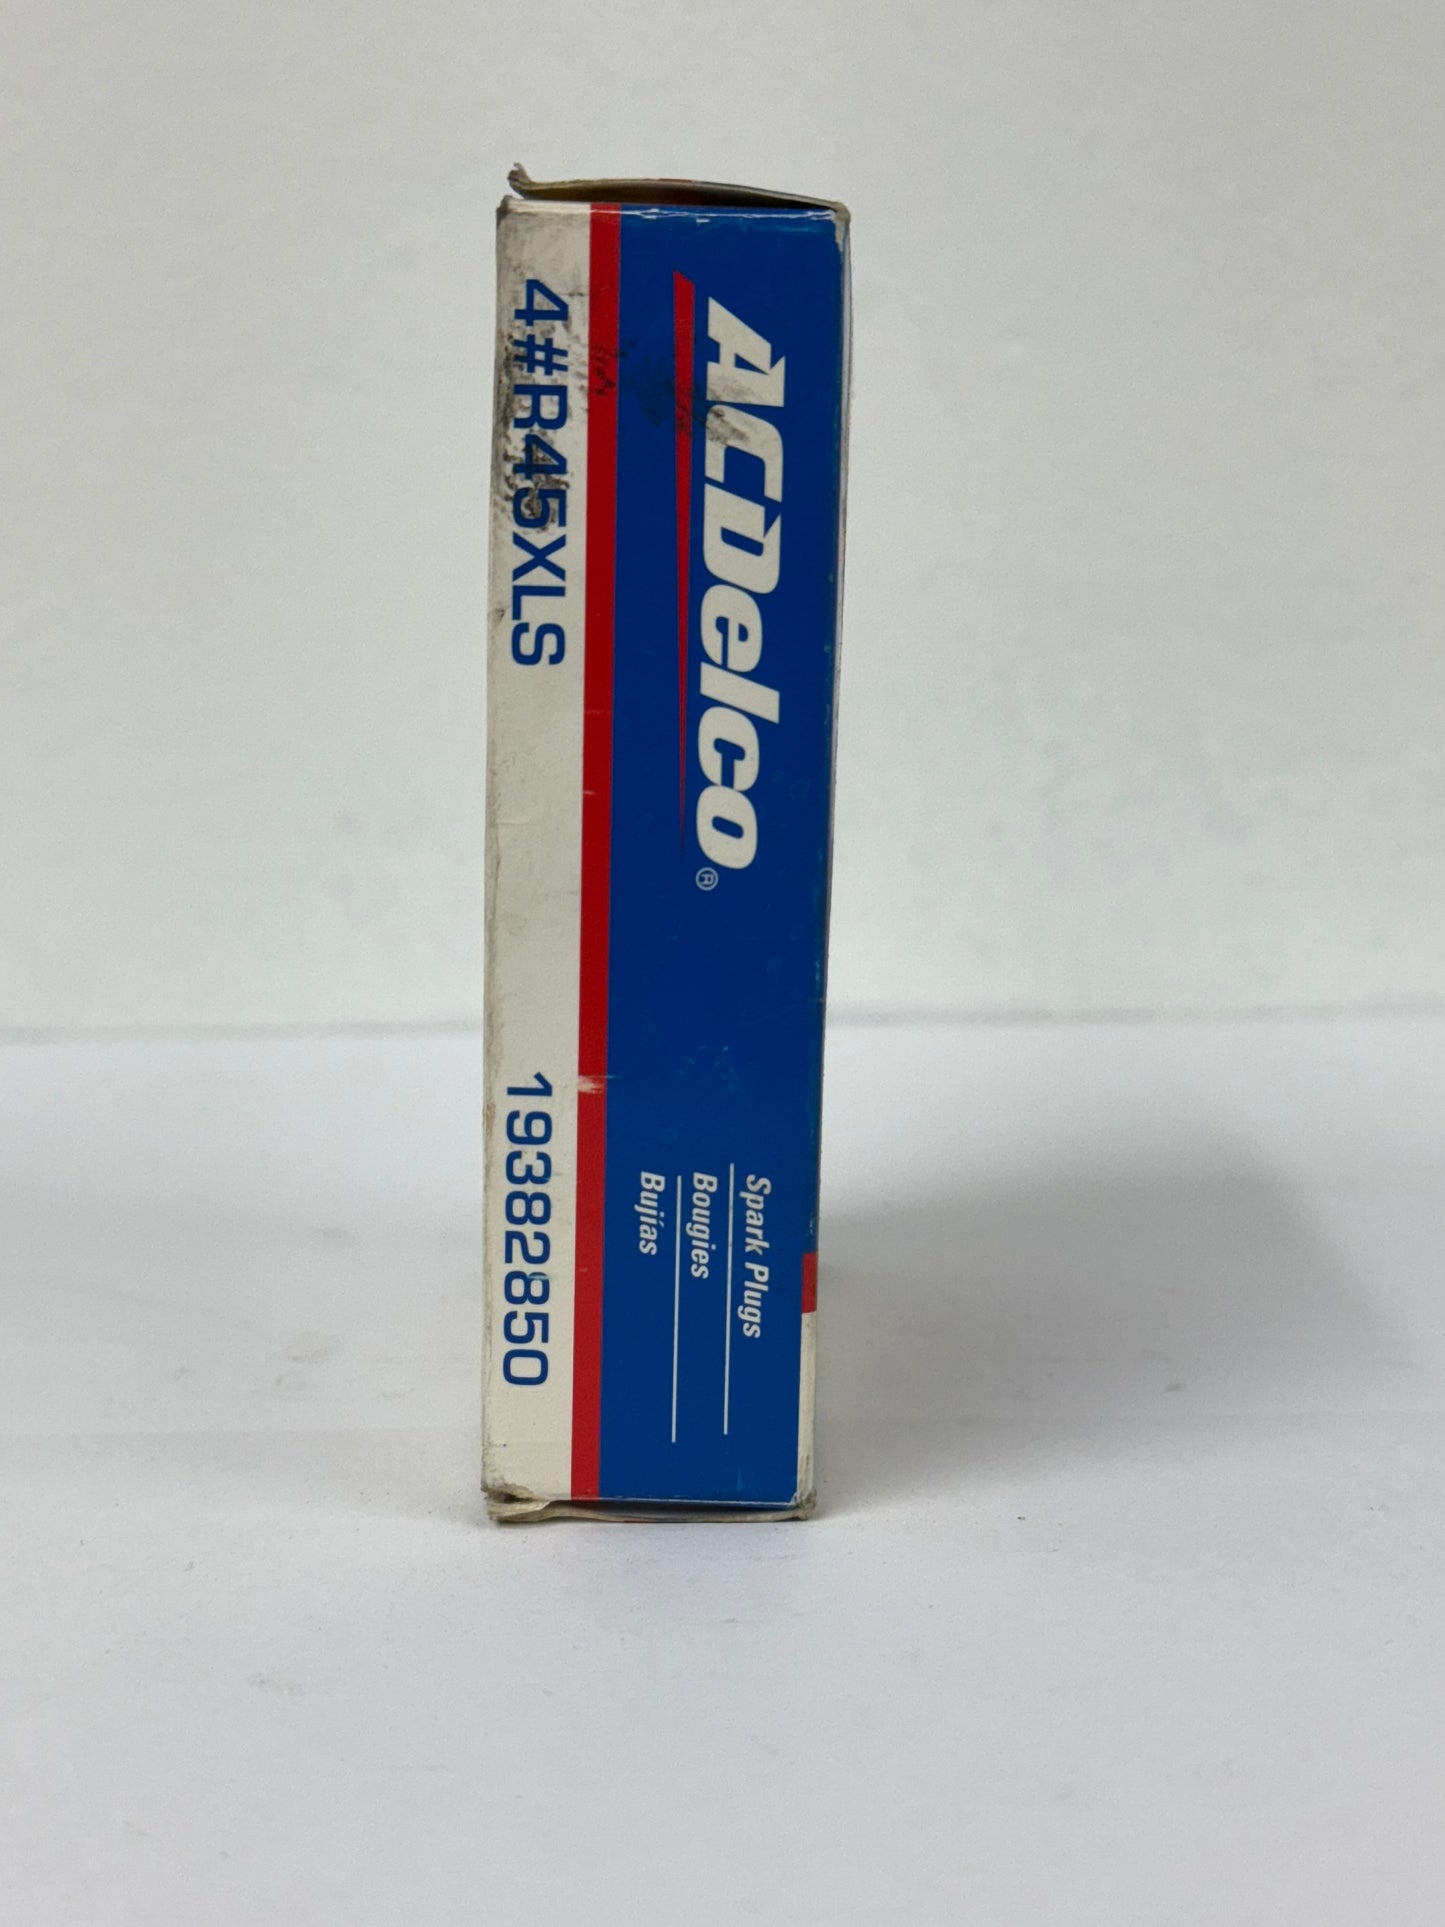 ACDelco®
Spark Plugs
Bougies
Bujías
4#R45XLS
19382850